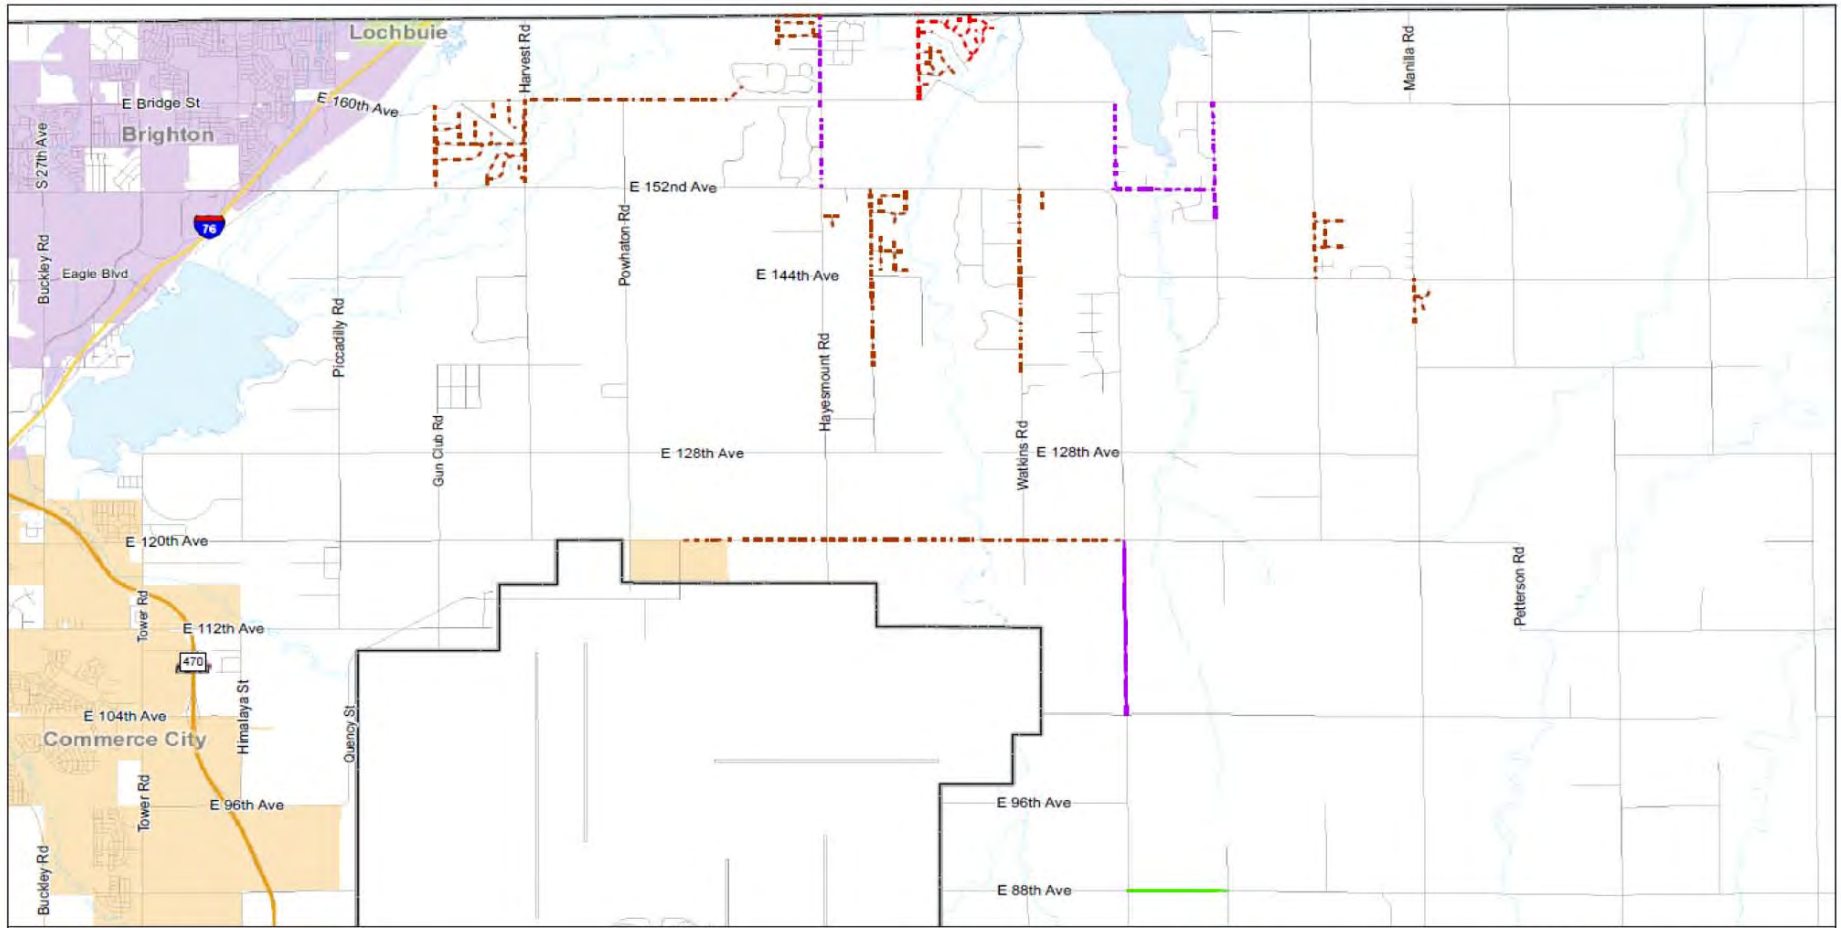 Lochbuie
Harvest Rd
Manilla Rd
E Bridge St
E 160th Ave
Brighton
S 27th Ave
E 152nd Ave
76
Powhaton Rd
Buckley Rd
Eagle Blvd
E 144th Ave
Piccadilly Rd
Hayesmount Rd
Gun Club Rd
E 128th Ave
Watkins Rd
E 128th Ave
E 120th Ave
Tower Rd
E 112th Ave
Petterson Rd
470
Himalaya St
Quency St
E 104th Ave
Commerce City
Tower Rd
E 96th Ave
E 96th Ave
Buckley Rd
E 88th Ave